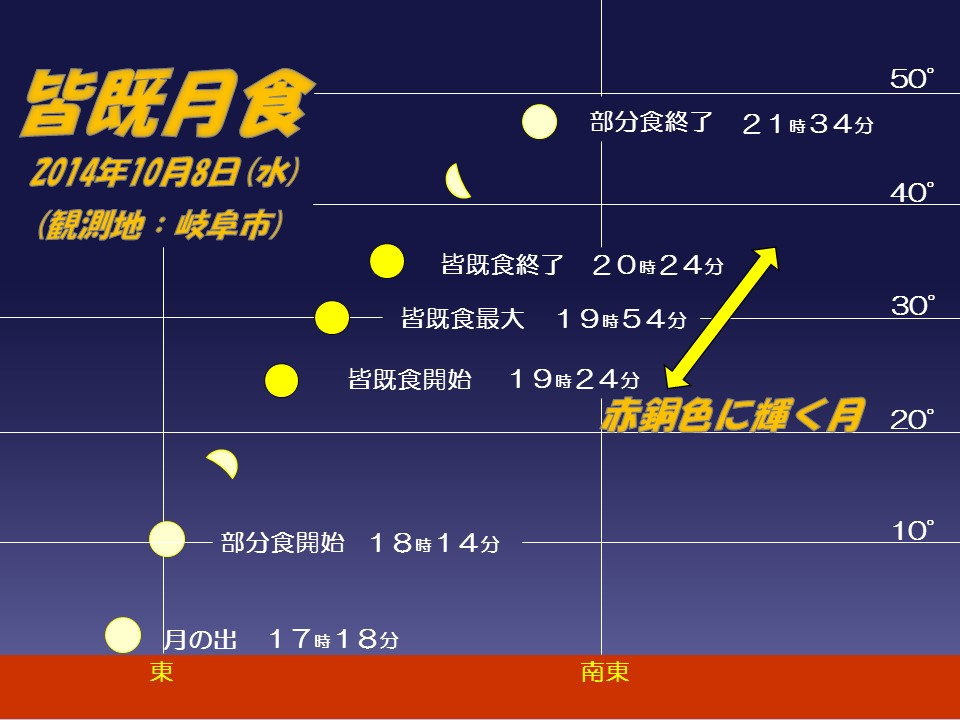 皆既月食
2014年10月8日(水)
(観測地：岐阜市)
50°
部分食終了　２１時３４分
40°
皆既食終了　２０時２４分
30°
皆既食最大　１９時５４分
皆既食開始　１９時２４分
赤銅色に輝く月
20°
10°
部分食開始　１８時１４分
月の出　１７時１８分
東　南東